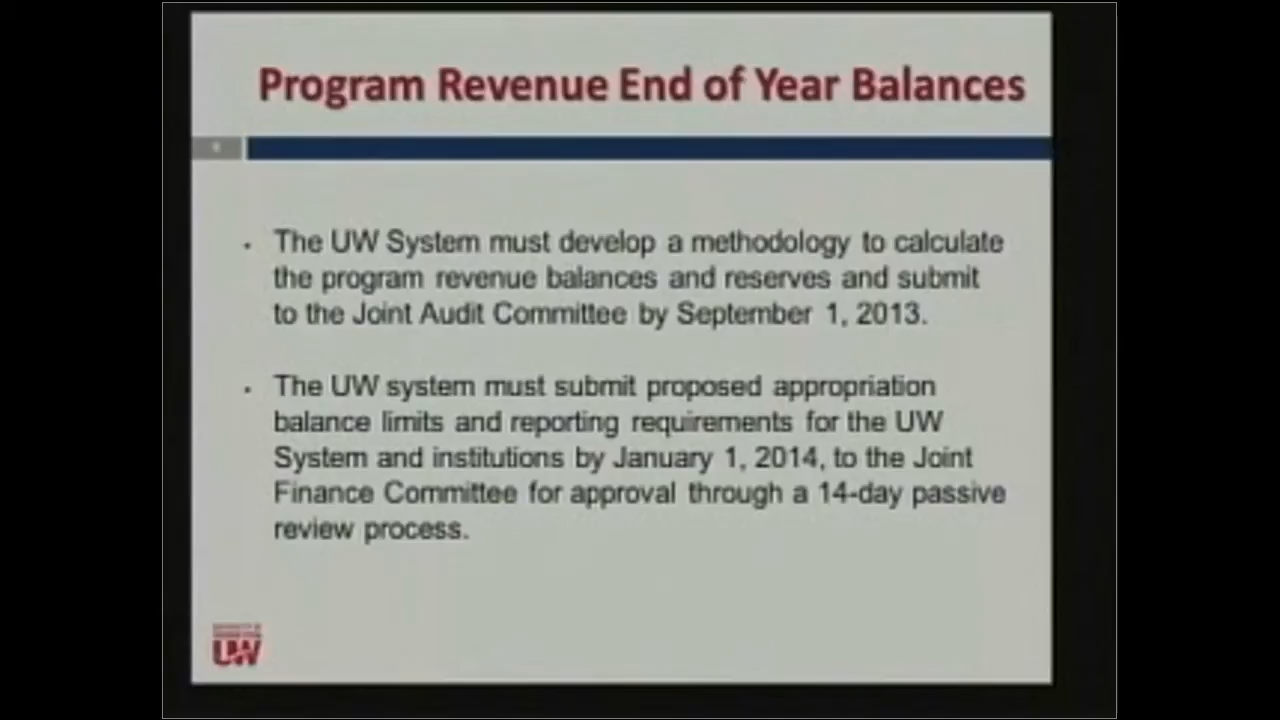 Program Revenue End of Year Balances
The UW System must develop a methodology to calculate
the program revenue balances and reserves and submit
to the Joint Audit Committee by September 1, 2013.
The UW system must submit proposed appropriation
balance limits and reporting requirements for the UW
System and institutions by January 1, 2014, to the Joint
Finance Committee for approval through a 14-day passive
review process.
UW